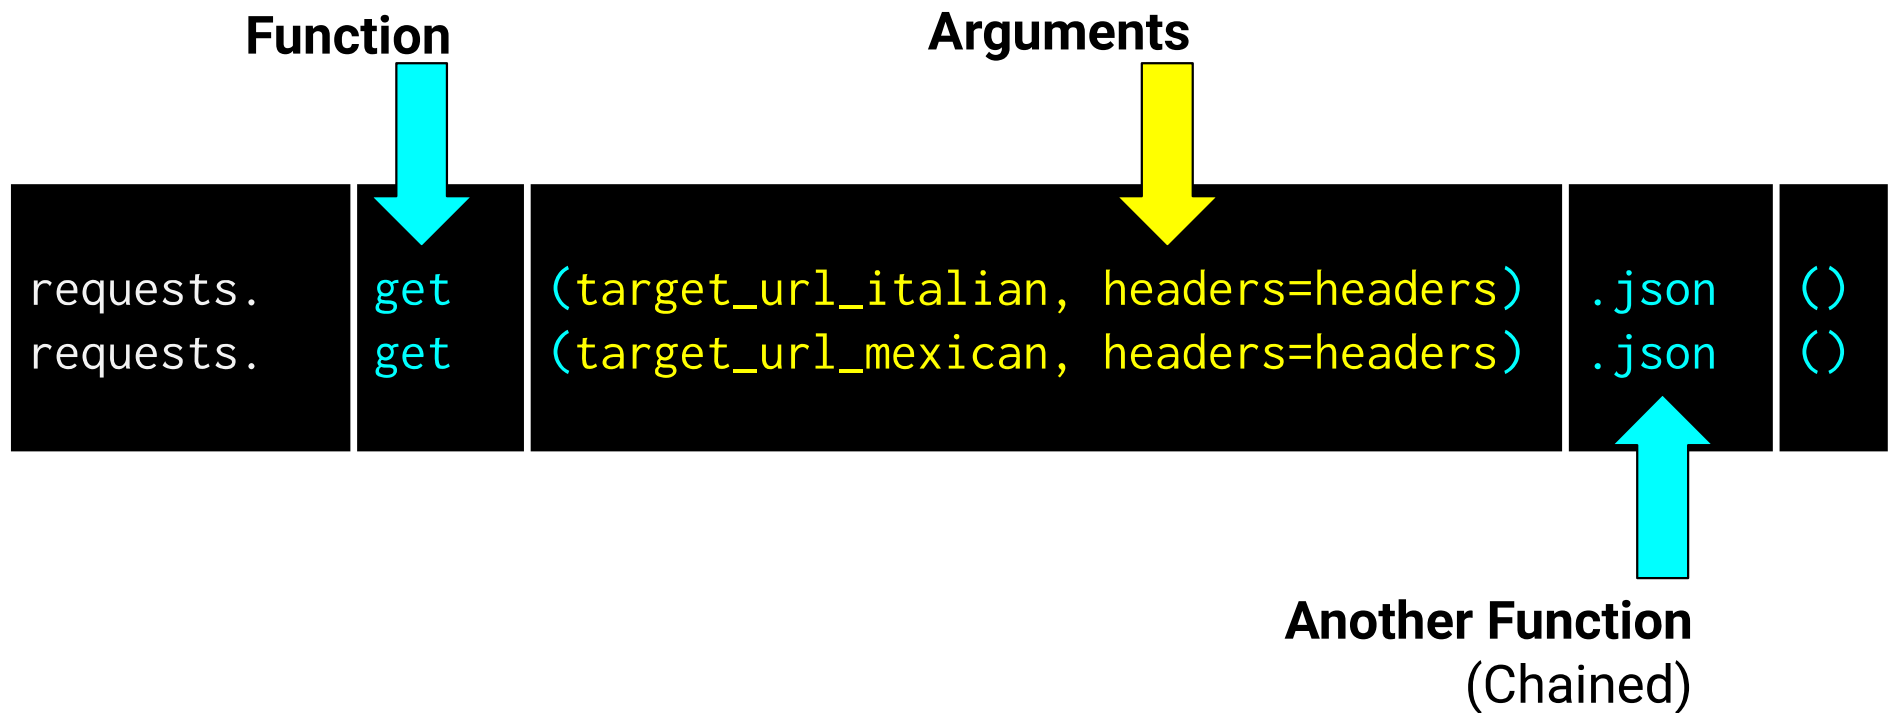 Function
Arguments
requests. get (target_url_italian, headers=headers) .json ()
requests. get (target_url_mexican, headers=headers) .json ()
Another Function
(Chained)